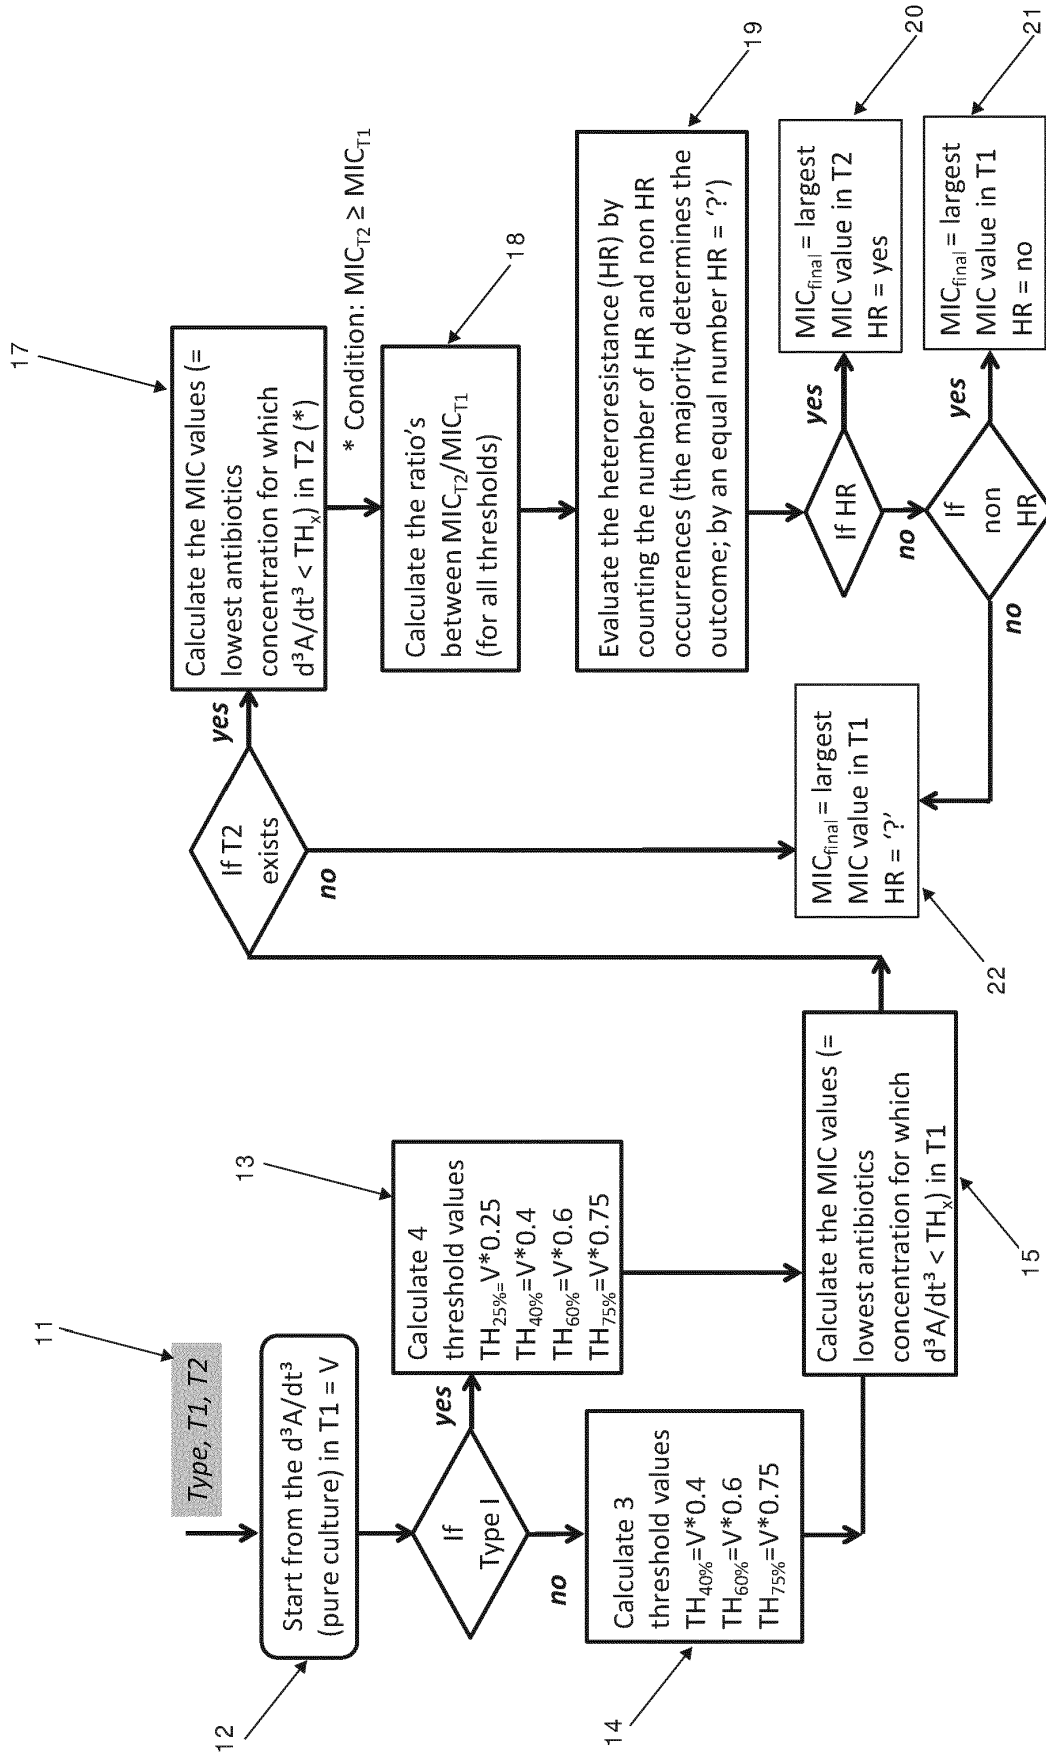 11
Type, T1, T2
12
Start from the d³A/dt³
(pure culture) in T1 = V
If
Type I
yes
no
13
Calculate 4
threshold values
TH25%=V*0.25
TH40%=V*0.4
TH60%=V*0.6
TH75%=V*0.75
14
Calculate 3
threshold values
TH40%=V*0.4
TH60%=V*0.6
TH75%=V*0.75
15
Calculate the MIC values (=
lowest antibiotics
concentration for which
d³A/dt³ < THx) in T1
If T2
exists
yes
no
17
Calculate the MIC values (=
lowest antibiotics
concentration for which
d³A/dt³ < THx) in T2 (*)
* Condition: MICT2 ≥ MICT1
18
Calculate the ratio's
between MICT2/MICT1
(for all thresholds)
19
Evaluate the heteroresistance (HR) by
counting the number of HR and non HR
occurrences (the majority determines the
outcome; by an equal number HR = '?')
If HR
yes
no
20
MICfinal = largest
MIC value in T2
HR = yes
If
non
HR
yes
no
21
MICfinal = largest
MIC value in T1
HR = no
22
MICfinal = largest
MIC value in T1
HR = '?'